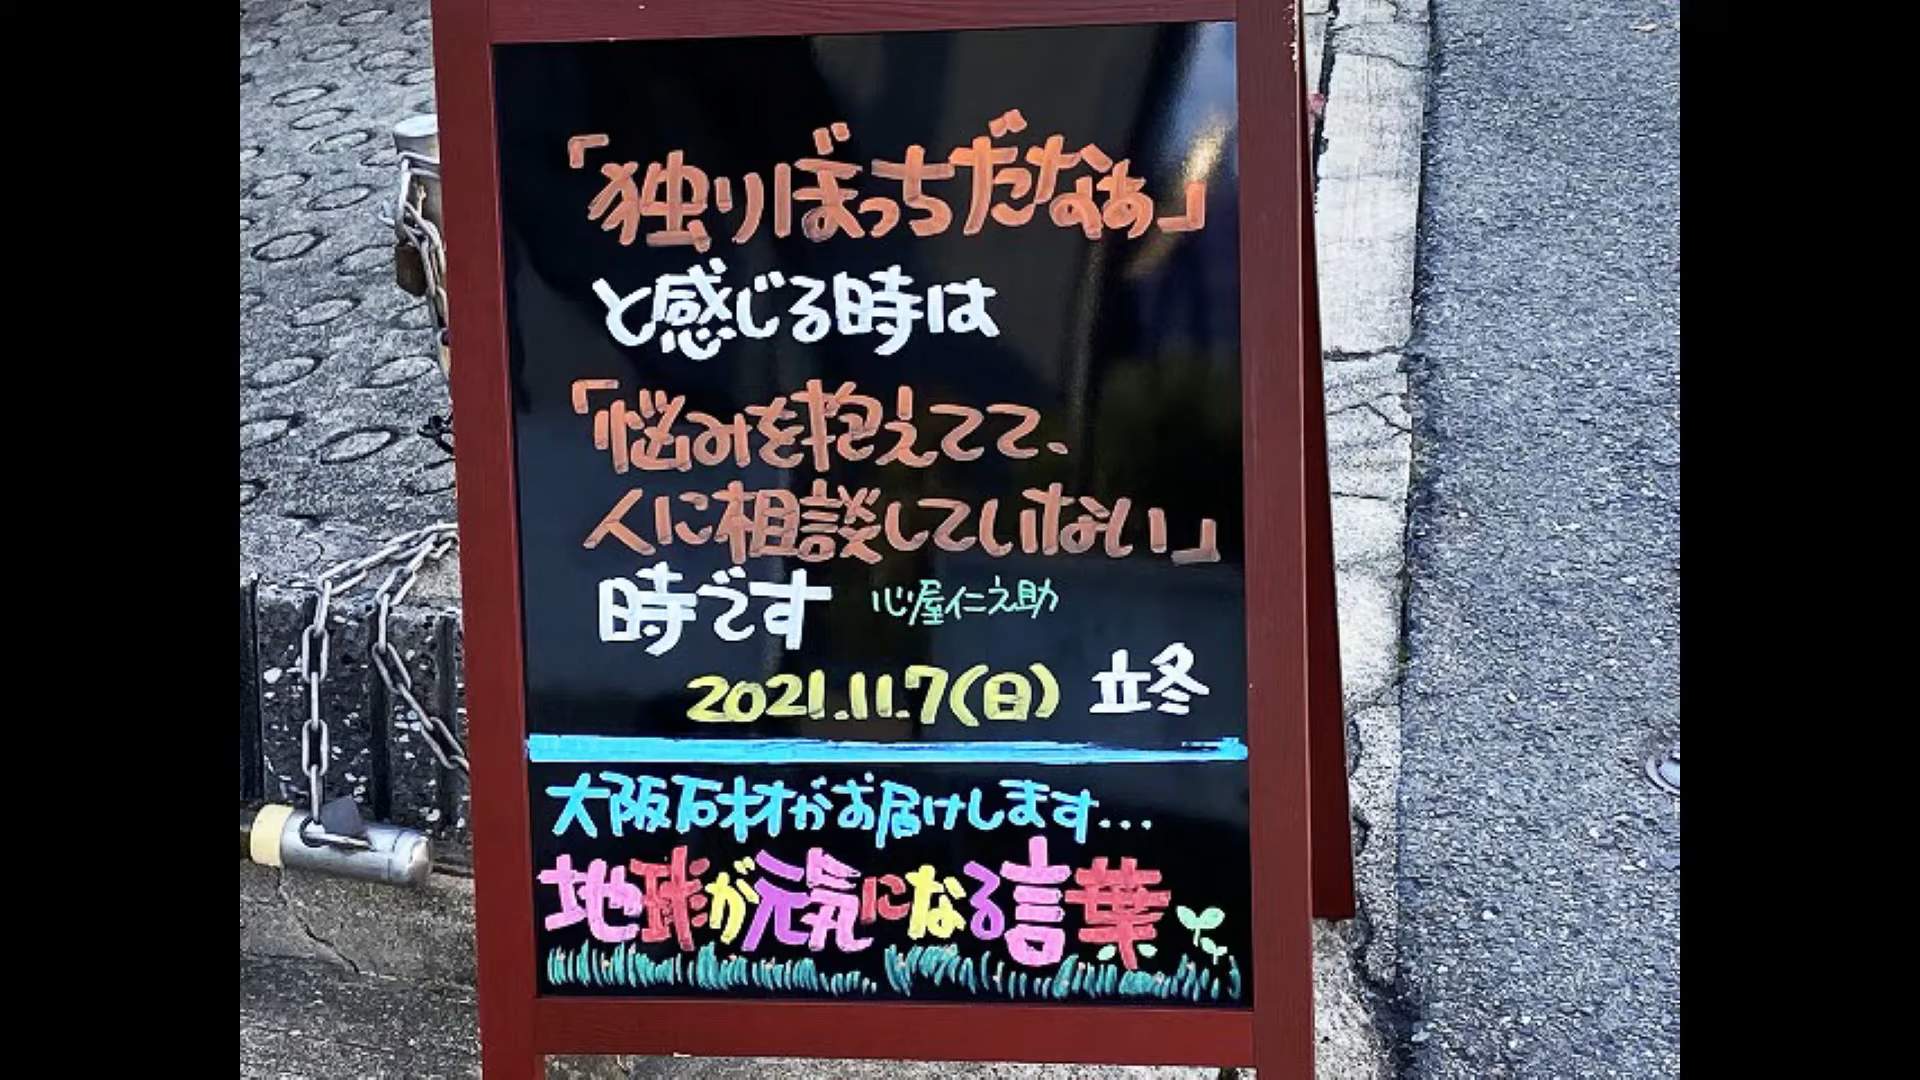 「独りぼっちだなぁ」
と感じる時は
「悩みを抱えてて、
人に相談していない」
時です 心屋仁之助
2021.11.7(日) 立冬
大阪石材がお届けします...
地球が元気になる言葉